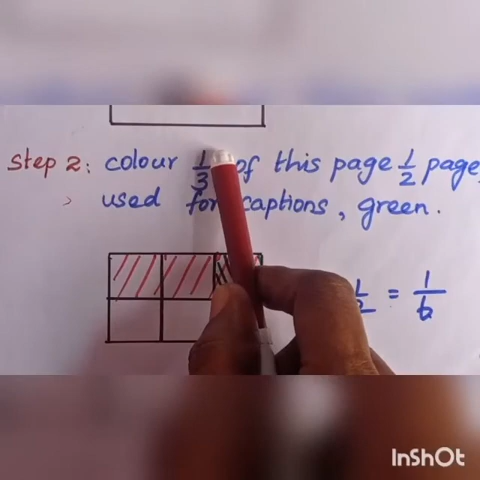 Step 2: colour 1/3 of this page 1/2 page,
used for captions, green.
= 1/6
InShOt